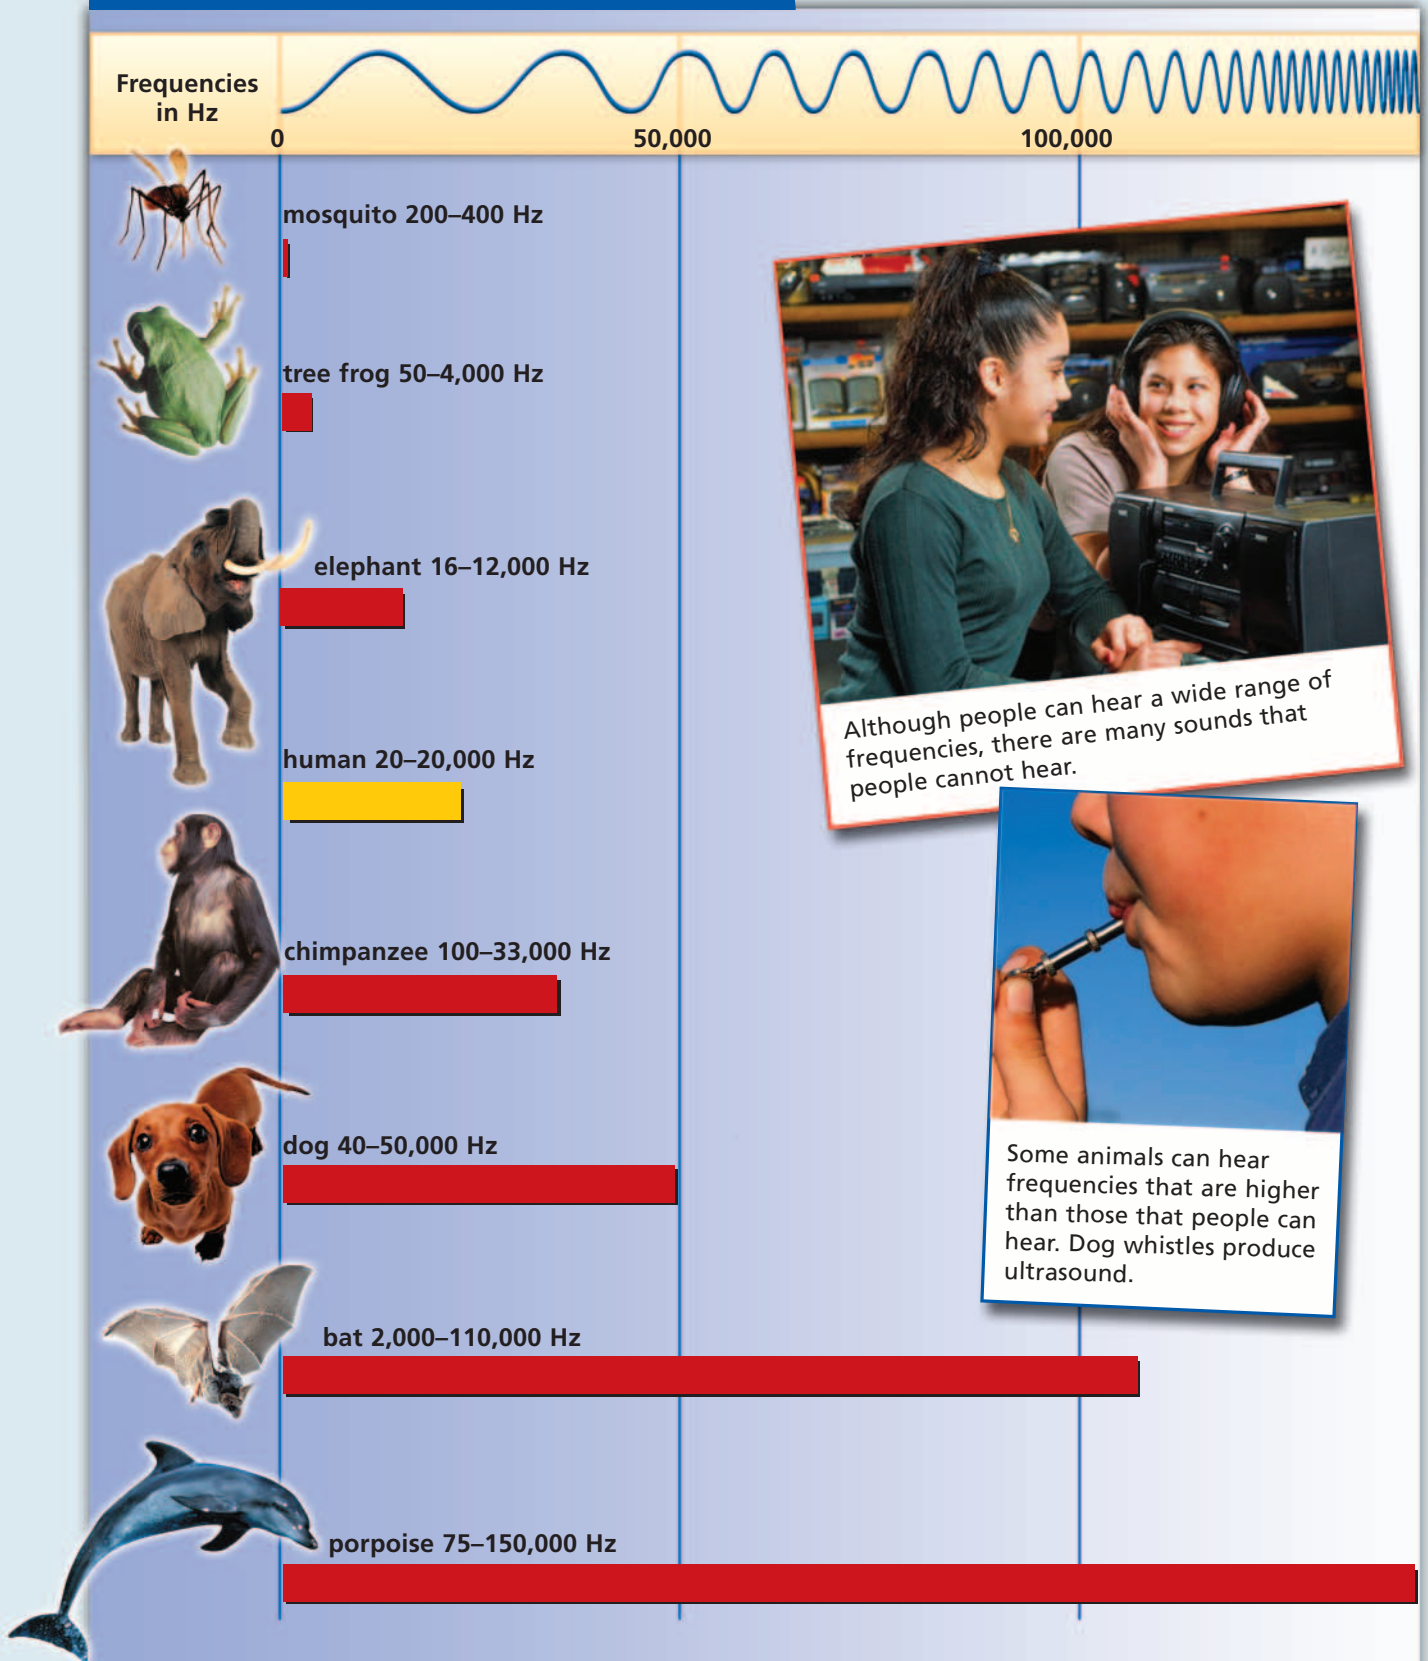 Frequencies
in Hz
0 50,000 100,000
mosquito 200–400 Hz
tree frog 50–4,000 Hz
elephant 16–12,000 Hz
human 20–20,000 Hz
chimpanzee 100–33,000 Hz
dog 40–50,000 Hz
bat 2,000–110,000 Hz
porpoise 75–150,000 Hz
Although people can hear a wide range of
frequencies, there are many sounds that
people cannot hear.
Some animals can hear
frequencies that are higher
than those that people can
hear. Dog whistles produce
ultrasound.